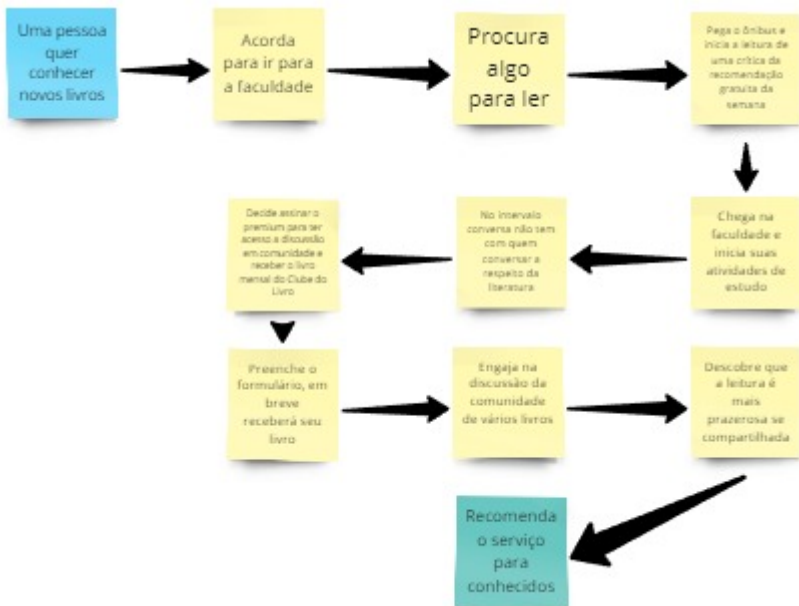 Uma pessoa
quer
conhecer
novos livros
Acorda
para ir para
a faculdade
Procura
algo
para ler
Pega o ônibus e
inicia a leitura de
uma crítica da
recomendação
gratuita da
semana
Chega na
faculdade e
inicia suas
atividades de
estudo
No intervalo
conversa não tem
com quem
conversar a
respeito da
literatura
Decide assinar o
premium para ser
acesso a discussão
em comunidade e
receber o livro
mensal do Clube do
Livro
Preenche o
formulário, em
breve
receberá seu
livro
Engaja na
discussão da
comunidade
de vários livros
Descobre que
a leitura é
mais
prazerosa se
compartilhada
Recomenda
o serviço
para
conhecidos